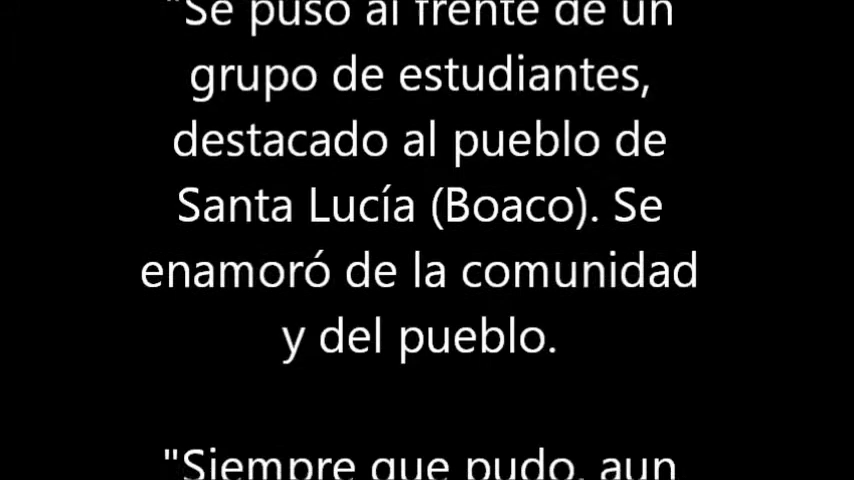 "Se puso al frente de un
grupo de estudiantes,
destacado al pueblo de
Santa Lucía (Boaco). Se
enamoró de la comunidad
y del pueblo.
"Siempre que pudo, aun